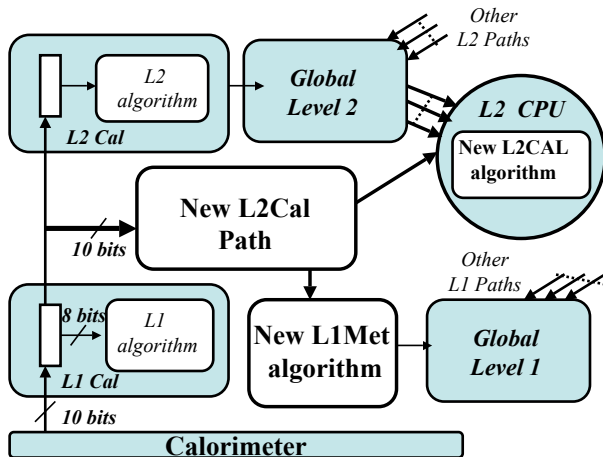 Other
L2 Paths
L2
algorithm
L2 Cal
Global
Level 2
L2 CPU
New L2CAL
algorithm
New L2Cal
Path
10 bits
Other
L1 Paths
8 bits
L1
algorithm
L1 Cal
New L1Met
algorithm
Global
Level 1
10 bits
Calorimeter